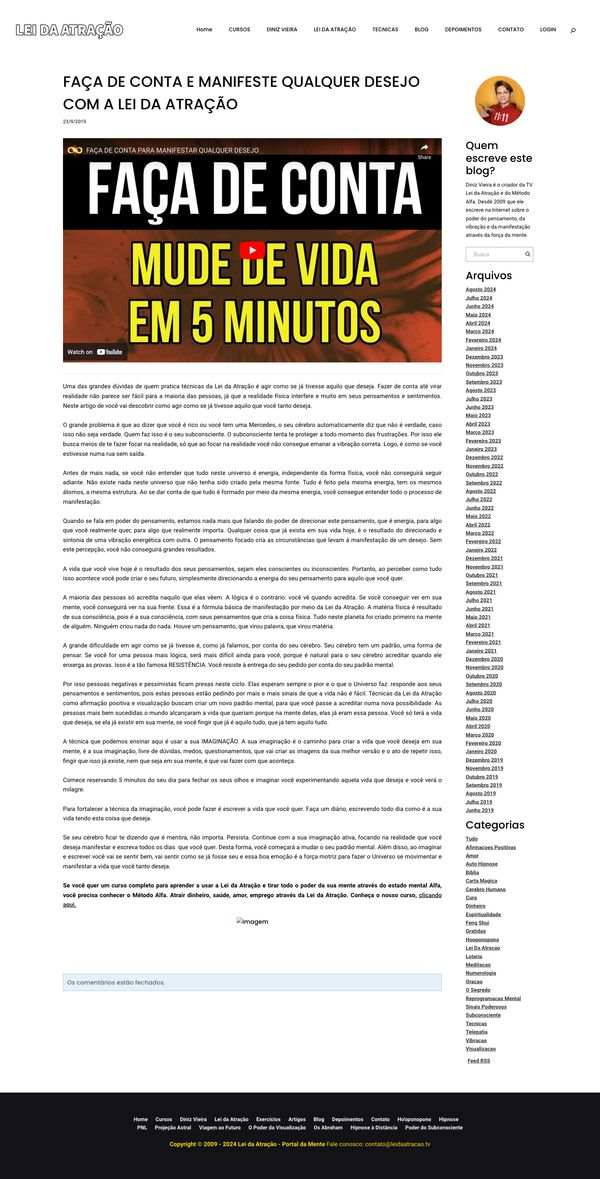 LEI DA ATRAÇÃO
Home CURSOS DINIZ VIEIRA LEI DA ATRAÇÃO TECNICAS BLOG DEPOIMENTOS CONTATO LOGIN
FAÇA DE CONTA E MANIFESTE QUALQUER DESEJO
COM A LEI DA ATRAÇÃO
23/9/2019
FAÇA DE CONTA PARA MANIFESTAR QUALQUER DESEJO
Share
FAÇA DE CONTA
MUDE DE VIDA
EM 5 MINUTOS
Watch on YouTube
Uma das grandes dúvidas de quem pratica técnicas da Lei da Atração é agir como se já tivesse aquilo que deseja. Fazer de conta até virar
realidade não parece ser fácil para a maioria das pessoas, já que a realidade física interfere e muito em seus pensamentos e sentimentos.
Neste artigo de você vai descobrir como agir como se já tivesse aquilo que você tanto deseja.
O grande problema é que ao dizer que você é rico ou você tem uma Mercedes, o seu cérebro automaticamente diz que não é verdade, caso
isso não seja verdade. Quem faz isso é o seu subconsciente. O subconsciente tenta te proteger a todo momento das frustrações. Por isso ele
busca meios de te fazer focar na realidade, só que ao focar na realidade você não consegue emanar a vibração correta. Logo, é como se você
estivesse numa rua sem saída.
Antes de mais nada, se você não entender que tudo neste universo é energia, independente da forma física, você não conseguirá seguir
adiante. Não existe nada neste universo que não tenha sido criado pela mesma fonte. Tudo é feito pela mesma energia, tem os mesmos
átomos, a mesma estrutura. Ao se dar conta de que tudo é formado por meio da mesma energia, você consegue entender todo o processo de
manifestação.
Quando se fala em poder do pensamento, estamos nada mais que falando do poder de direcionar este pensamento, que é energia, para algo
que você realmente quer, para algo que realmente importa. Qualquer coisa que já exista em sua vida hoje, é o resultado do direcionado e
sintonia de uma vibração energética com outra. O pensamento focado cria as circunstâncias que levam à manifestação de um desejo. Sem
este percepção, você não conseguirá grandes resultados.
A vida que você vive hoje é o resultado dos seus pensamentos, sejam eles conscientes ou inconscientes. Portanto, ao perceber como tudo
isso acontece você pode criar o seu futuro, simplesmente direcionando a energia do seu pensamento para aquilo que você quer.
A maioria das pessoas só acredita naquilo que elas vêem. A lógica é o contrário: você vê quando acredita. Se você conseguir ver em sua
mente, você conseguirá ver na sua frente. Essa é a fórmula básica de manifestação por meio da Lei da Atração. A matéria física é resultado
de sua consciência, pois é a sua consciência, com seus pensamentos que cria a coisa física. Tudo neste planeta foi criado primeiro na mente
de alguém. Ninguém criou nada do nada. Houve um pensamento, que virou palavra, que virou matéria.
A grande dificuldade em agir como se já tivesse é, como já falamos, por conta do seu cérebro. Seu cérebro tem um padrão, uma forma de
pensar. Se você for uma pessoa mais lógica, será mais difícil ainda para você, porque é natural para o seu cérebro acreditar quando ele
enxerga as provas. Isso é a tão famosa RESISTÊNCIA. Você resiste à entrega do seu pedido por conta do seu padrão mental.
Por isso pessoas negativas e pessimistas ficam presas neste ciclo. Elas esperam sempre o pior e o que o Universo faz: responde aos seus
pensamentos e sentimentos, pois estas pessoas estão pedindo por mais e mais sinais de que a vida não é fácil. Técnicas da Lei da Atração
como afirmação positiva e visualização buscam criar um novo padrão mental, para que você passe a acreditar numa nova possibilidade. As
pessoas mais bem sucedidas o mundo alcançaram a vida que queriam porque na mente delas, elas já eram essa pessoa. Você só terá a vida
que deseja, se ela já existir em sua mente, se você fingir que já é aquilo tudo, que já tem aquilo tudo.
A técnica que podemos ensinar aqui é usar a sua IMAGINAÇÃO. A sua imaginação é o caminho para criar a vida que você deseja em sua
mente, é a sua imaginação, livre de dúvidas, medos, questionamentos, que vai criar as imagens da sua melhor versão e o ato de repetir isso,
fingir que isso já existe, nem que seja em sua mente, é que vai fazer com que aconteça.
Comece reservando 5 minutos do seu dia para fechar os seus olhos e imaginar você experimentando aquela vida que deseja e você verá o
milagre.
Para fortalecer a técnica da imaginação, você pode fazer é escrever a vida que você quer. Faça um diário, escrevendo todo dia como é a sua
vida tendo esta coisa que deseja.
Se seu cérebro ficar te dizendo que é mentira, não importa. Persista. Continue com a sua imaginação ativa, focando na realidade que você
deseja manifestar e escreva todos os dias que você quer. Desta forma, você começará a mudar o seu padrão mental. Além disso, ao imaginar
e escrever você vai se sentir bem, vai sentir como se já fosse seu e essa boa emoção é a força motriz para fazer o Universo se movimentar e
manifestar a vida que você tanto deseja.
Se você quer um curso completo para aprender a usar a Lei da Atração e tirar todo o poder da sua mente através do estado mental Alfa,
você precisa conhecer o Método Alfa. Atrair dinheiro, saúde, amor, emprego através da Lei da Atração. Conheça o nosso curso, clicando
aqui.
Imagem
Os comentários estão fechados.
11:11
Quem
escreve este
blog?
Diniz Vieira é o criador da TV
Lei da Atração e do Método
Alfa. Desde 2009 que ele
escreve na Internet sobre o
poder do pensamento, da
vibração e da manifestação
através da força da mente.
Busca
Arquivos
Agosto 2024
Julho 2024
Junho 2024
Maio 2024
Abril 2024
Março 2024
Fevereiro 2024
Janeiro 2024
Dezembro 2023
Novembro 2023
Outubro 2023
Setembro 2023
Agosto 2023
Julho 2023
Junho 2023
Maio 2023
Abril 2023
Março 2023
Fevereiro 2023
Janeiro 2023
Dezembro 2022
Novembro 2022
Outubro 2022
Setembro 2022
Agosto 2022
Julho 2022
Junho 2022
Maio 2022
Abril 2022
Março 2022
Fevereiro 2022
Janeiro 2022
Dezembro 2021
Novembro 2021
Outubro 2021
Setembro 2021
Agosto 2021
Julho 2021
Junho 2021
Maio 2021
Abril 2021
Março 2021
Fevereiro 2021
Janeiro 2021
Dezembro 2020
Novembro 2020
Outubro 2020
Setembro 2020
Agosto 2020
Julho 2020
Junho 2020
Maio 2020
Abril 2020
Março 2020
Fevereiro 2020
Janeiro 2020
Dezembro 2019
Novembro 2019
Outubro 2019
Setembro 2019
Agosto 2019
Julho 2019
Junho 2019
Categorias
Tudo
Afirmacoes Positivas
Amor
Auto Hipnose
Biblia
Carta Magica
Cerebro Humano
Cura
Dinheiro
Espiritualidade
Feng Shui
Gratidao
Hooponopono
Lei Da Atracao
Loteria
Meditacao
Numerologia
Oracao
O Segredo
Reprogramacao Mental
Sinais Poderosos
Subconsciente
Tecnicas
Telepatia
Vibracao
Visualizacao
Feed RSS
Home Cursos Diniz Vieira Lei da Atração Exercícios Artigos Blog Depoimentos Contato Ho'oponopono Hipnose
PNL Projeção Astral Viagem ao Futuro O Poder da Visualização Os Abraham Hipnose à Distância Poder do Subconsciente
Copyright © 2009 - 2024 Lei da Atração - Portal da Mente Fale conosco: contato@leidaatracao.tv